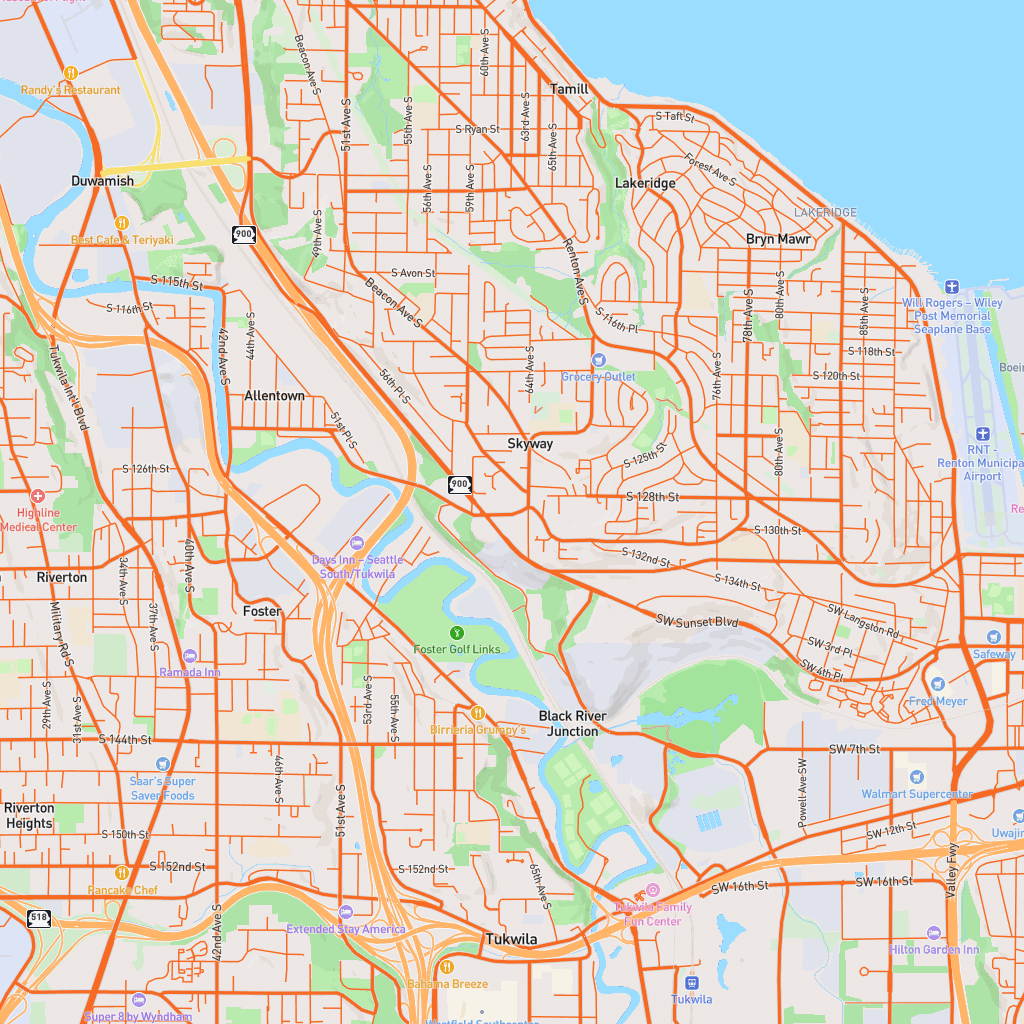 Randy's Restaurant
Beacon Ave S
60th Ave S
Tamill
51st Ave S
55th Ave S
S Ryan St
63rd Ave S
65th Ave S
S Taft St
Forest Ave S
Lakeridge
Duwamish
56th Ave S
59th Ave S
LAKERIDGE
Best Cafe & Teriyaki
900
49th Ave S
Bryn Mawr
Renton Ave S
S Avon St
S 115th St
S 116th St
Beacon Ave S
S 116th Pl
78th Ave S
80th Ave S
85th Ave S
Will Rogers – Wiley
Post Memorial
Seaplane Base
42nd Ave S
44th Ave S
Tukwila Intl Blvd
S 118th St
S 120th St
Grocery Outlet
64th Ave S
76th Ave S
56th Pl S
Allentown
51st Pl S
Skyway
S 125th St
80th Ave S
RNT -
Renton Municipa
Airport
S 126th St
900
S 128th St
Highline
Medical Center
S 130th St
Days Inn – Seattle
South/Tukwila
S 132nd St
S 134th St
Riverton
34th Ave S
40th Ave S
37th Ave S
Military Rd S
Foster
Foster Golf Links
SW Sunset Blvd
SW Langston Rd
SW 3rd Pl
SW 4th Pl
Safeway
Fred Meyer
Ramada Inn
29th Ave S
31st Ave S
53rd Ave S
55th Ave S
Birrieria Grumpy's
Black River
Junction
S 144th St
SW 7th St
46th Ave S
Saar's Super
Saver Foods
51st Ave S
Powell Ave SW
Walmart Supercenter
Riverton
Heights
S 150th St
SW 12th St
Uwajim
S 152nd St
S 152nd St
65th Ave S
Pancake Chef
SW 16th St
SW 16th St
Valley Fwy
518
42nd Ave S
Extended Stay America
Tukwila Family
Fun Center
Tukwila
Hilton Garden Inn
Bahama Breeze
Tukwila
Super 8 by Wyndham
Westfield Southcenter